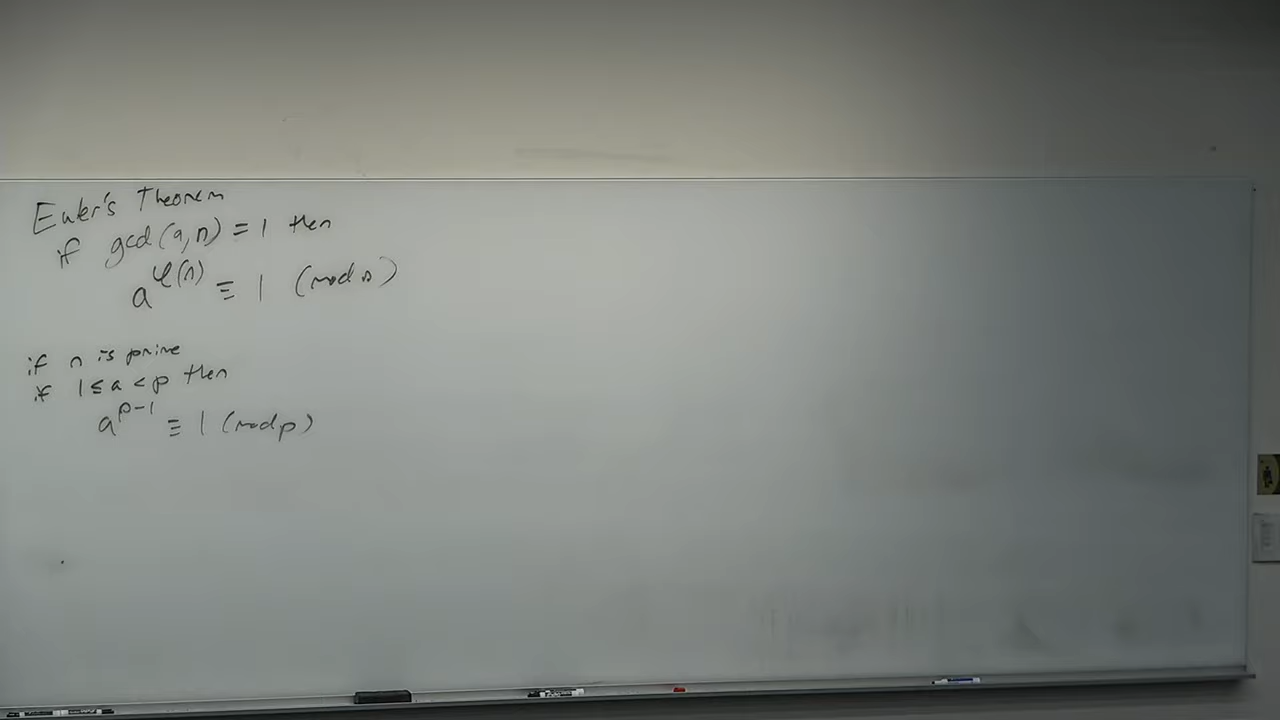 Euler's Theorem
if gcd(a,n) = 1 then
a^φ(n) ≡ 1 (mod n)
if n is prime
if 1 ≤ a < p then
a^p-1 ≡ 1 (mod p)